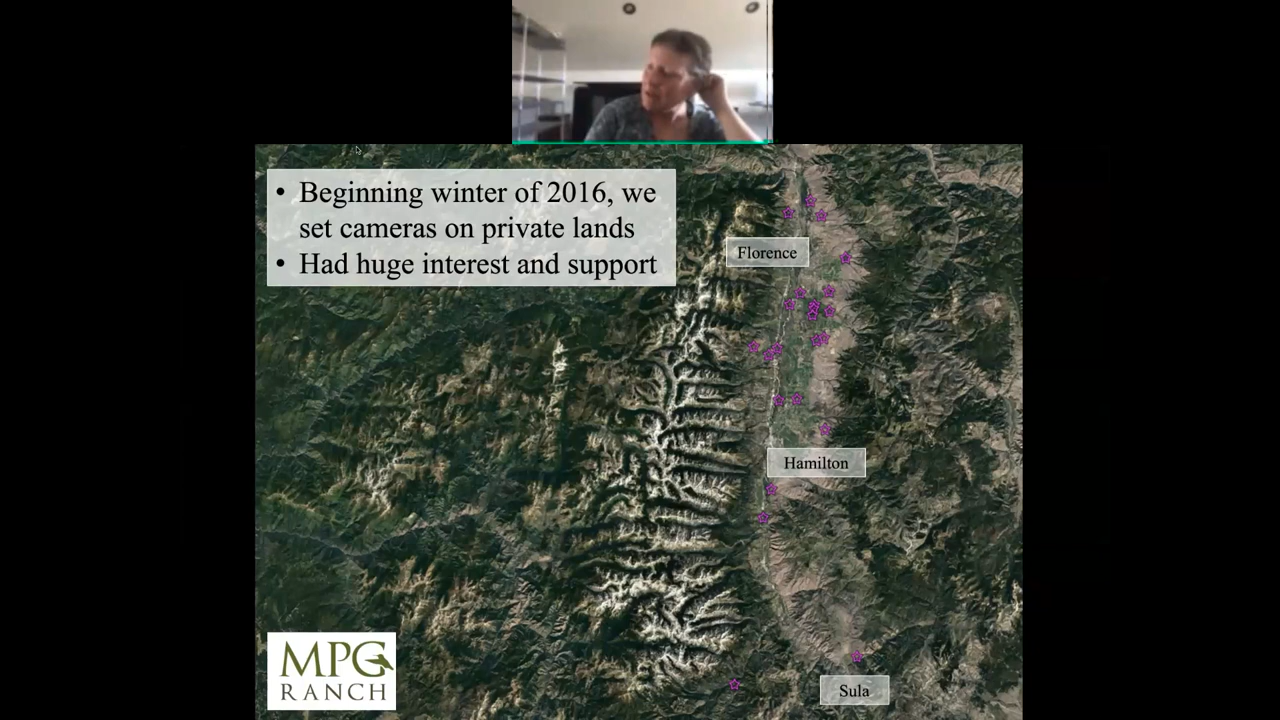 • Beginning winter of 2016, we
set cameras on private lands
• Had huge interest and support
Florence
Hamilton
Sula
MPG
RANCH